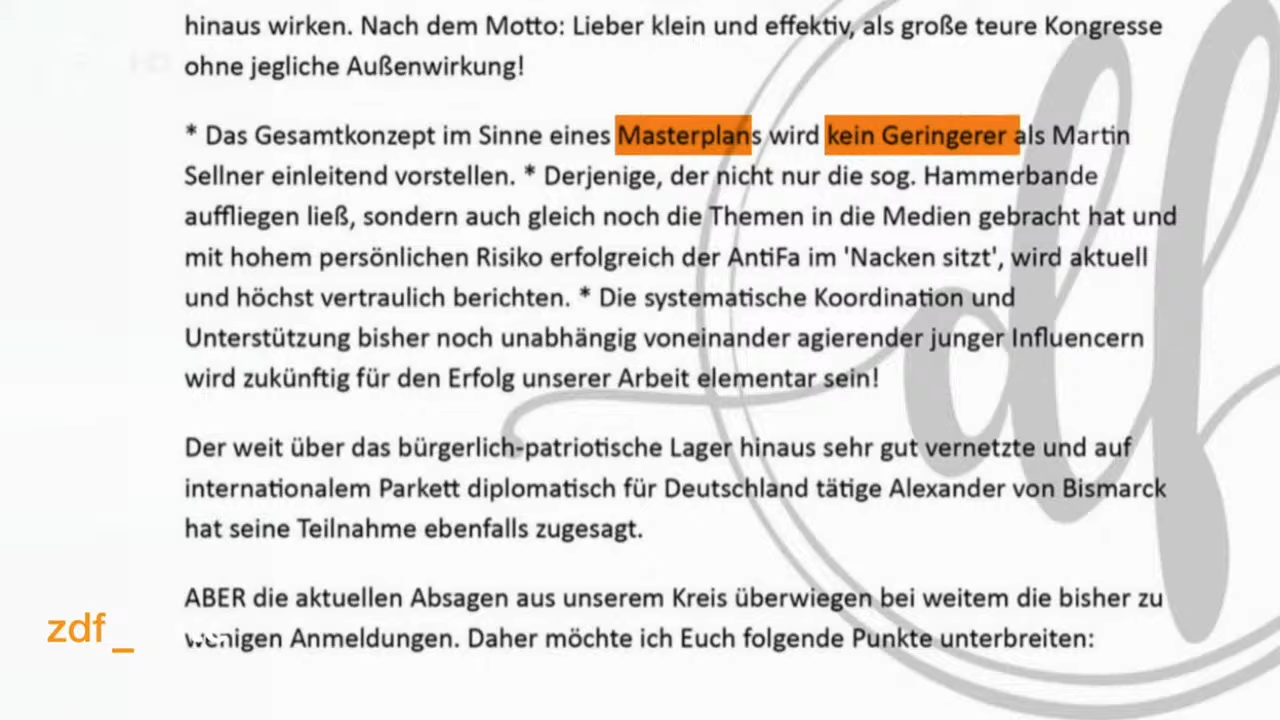 hinaus wirken. Nach dem Motto: Lieber klein und effektiv, als große teure Kongresse
ohne jegliche Außenwirkung!
* Das Gesamtkonzept im Sinne eines Masterplans wird kein Geringerer als Martin
Sellner einleitend vorstellen. * Derjenige, der nicht nur die sog. Hammerbande
auffliegen ließ, sondern auch gleich noch die Themen in die Medien gebracht hat und
mit hohem persönlichen Risiko erfolgreich der AntiFa im 'Nacken sitzt', wird aktuell
und höchst vertraulich berichten. * Die systematische Koordination und
Unterstützung bisher noch unabhängig voneinander agierender junger Influencern
wird zukünftig für den Erfolg unserer Arbeit elementar sein!
Der weit über das bürgerlich-patriotische Lager hinaus sehr gut vernetzte und auf
internationalem Parkett diplomatisch für Deutschland tätige Alexander von Bismarck
hat seine Teilnahme ebenfalls zugesagt.
ABER die aktuellen Absagen aus unserem Kreis überwiegen bei weitem die bisher zu
wenigen Anmeldungen. Daher möchte ich Euch folgende Punkte unterbreiten:
zdf_
df